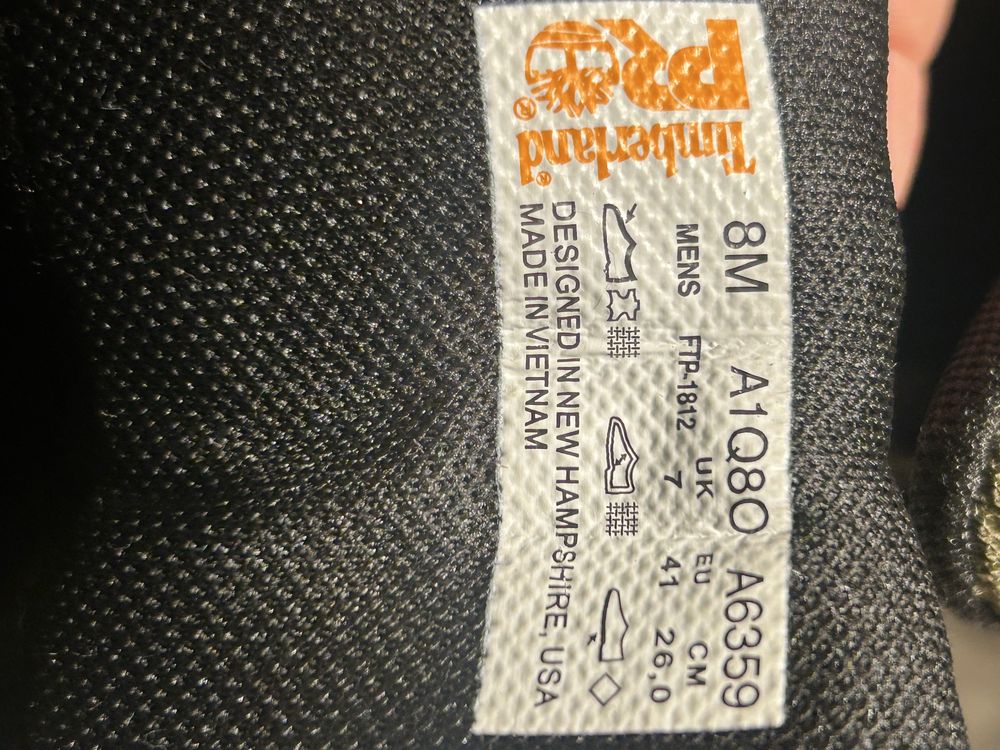 PRO
Timberland®
8M A1Q8O A6359
UK EU CM
MENS FTP-1812 7 41 26,0
DESIGNED IN NEW HAMPSHIRE, USA
MADE IN VIETNAM